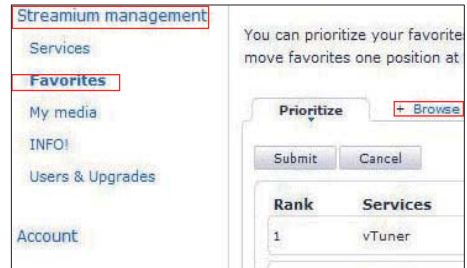 Streamium management
Services
Favorites
My media
INFO!
Users & Upgrades
Account
You can prioritize your favorites
move favorites one position at
Prioritize
+ Browse
Submit
Cancel
Rank
Services
1
vTuner